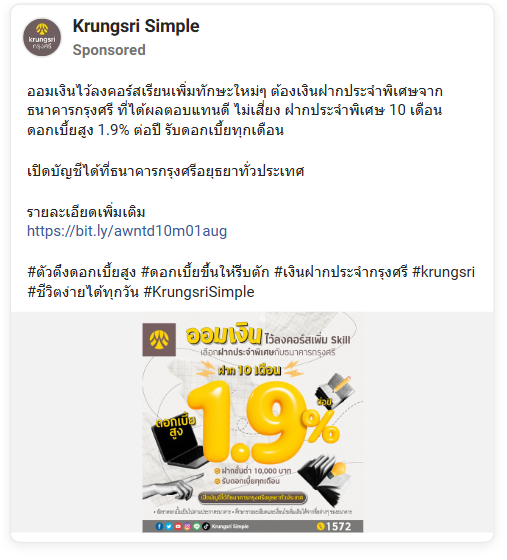 Krungsri Simple
Sponsored
krungsri
กรุงศรี
ออมเงินไว้ลงคอร์สเรียนเพิ่มทักษะใหม่ๆ ต้องเงินฝากประจำพิเศษจาก
ธนาคารกรุงศรี ที่ได้ผลตอบแทนดี ไม่เสี่ยง ฝากประจำพิเศษ 10 เดือน
ดอกเบี้ยสูง 1.9% ต่อปี รับดอกเบี้ยทุกเดือน
เปิดบัญชีได้ที่ธนาคารกรุงศรีอยุธยาทั่วประเทศ
รายละเอียดเพิ่มเติม
https://bit.ly/awntd10m01aug
#ตัวตึงดอกเบี้ยสูง #ดอกเบี้ยขึ้นให้รีบตัก #เงินฝากประจำกรุงศรี #krungsri
#ชีวิตง่ายได้ทุกวัน #KrungsriSimple
ออมเงิน ไว้ลงคอร์สเพิ่ม Skill
เลือกฝากประจำพิเศษกับธนาคารกรุงศรี
ฝาก 10 เดือน
ดอกเบี้ย
สูง
1.9%
ต่อปี
ฝากขั้นต่ำ 10,000 บาท
รับดอกเบี้ยทุกเดือน
เปิดบัญชีได้ที่ธนาคารกรุงศรีอยุธยาทั่วประเทศ
Krungsri Simple
1572